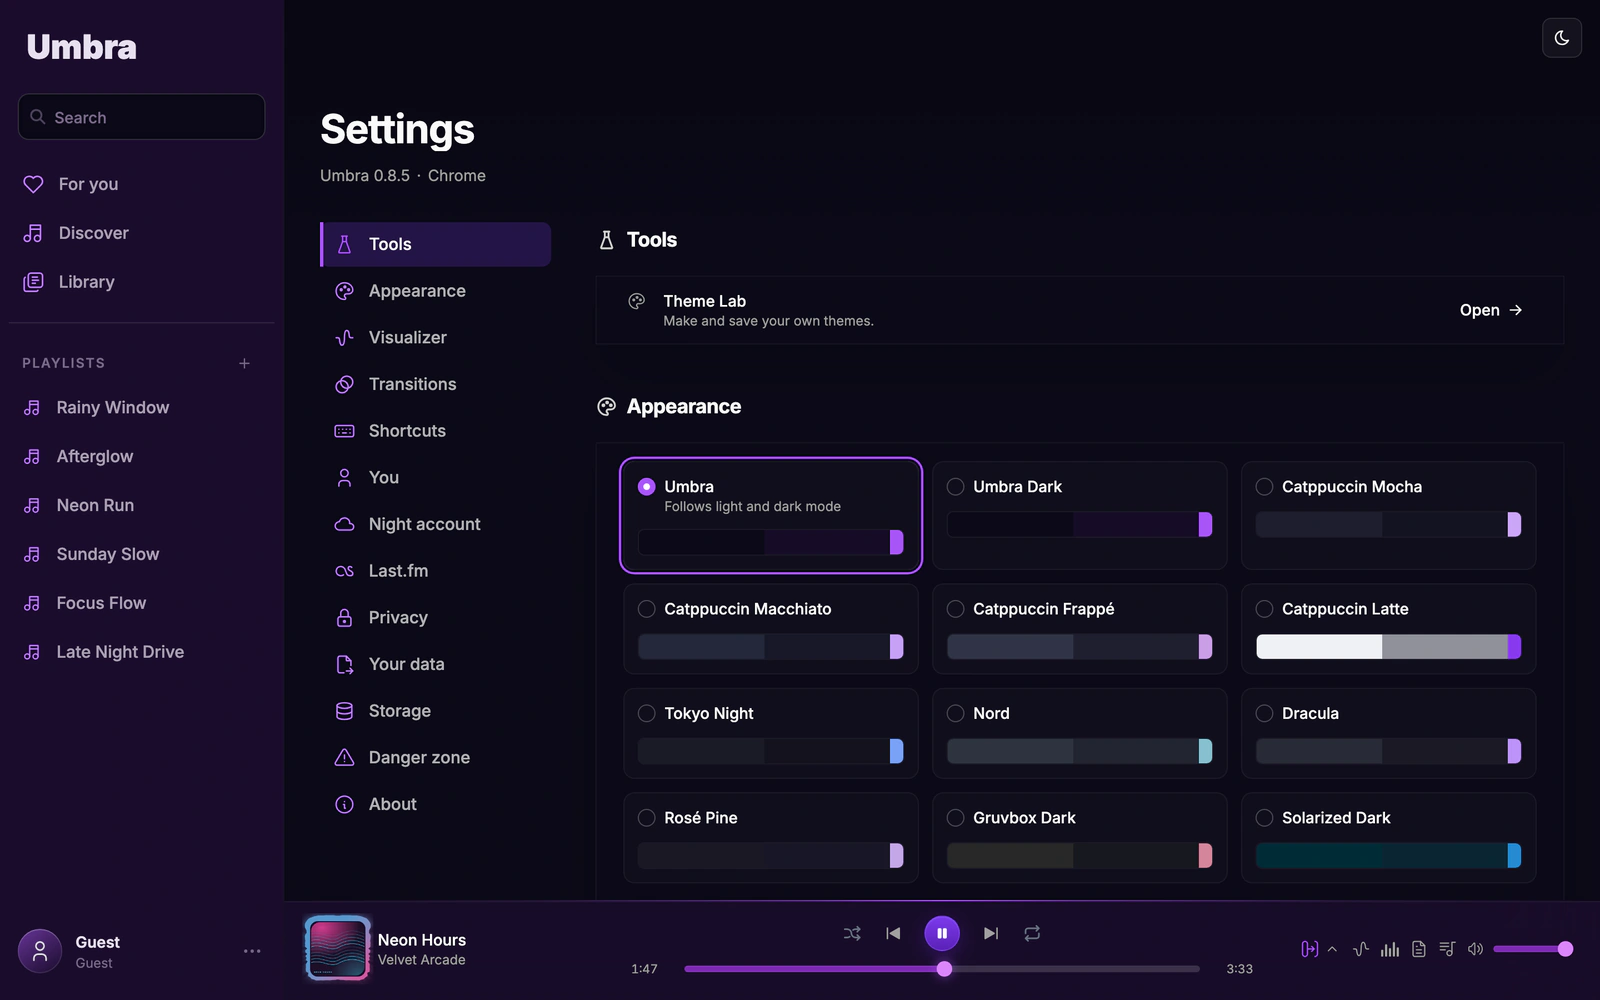 Umbra
Search
For you
Discover
Library
PLAYLISTS
Rainy Window
Afterglow
Neon Run
Sunday Slow
Focus Flow
Late Night Drive
Guest
Guest
Settings
Umbra 0.8.5 · Chrome
Tools
Appearance
Visualizer
Transitions
Shortcuts
You
Night account
Last.fm
Privacy
Your data
Storage
Danger zone
About
Tools
Theme Lab
Make and save your own themes.
Open →
Appearance
Umbra
Follows light and dark mode
Umbra Dark
Catppuccin Mocha
Catppuccin Macchiato
Catppuccin Frappé
Catppuccin Latte
Tokyo Night
Nord
Dracula
Rosé Pine
Gruvbox Dark
Solarized Dark
Neon Hours
Velvet Arcade
1:47
3:33